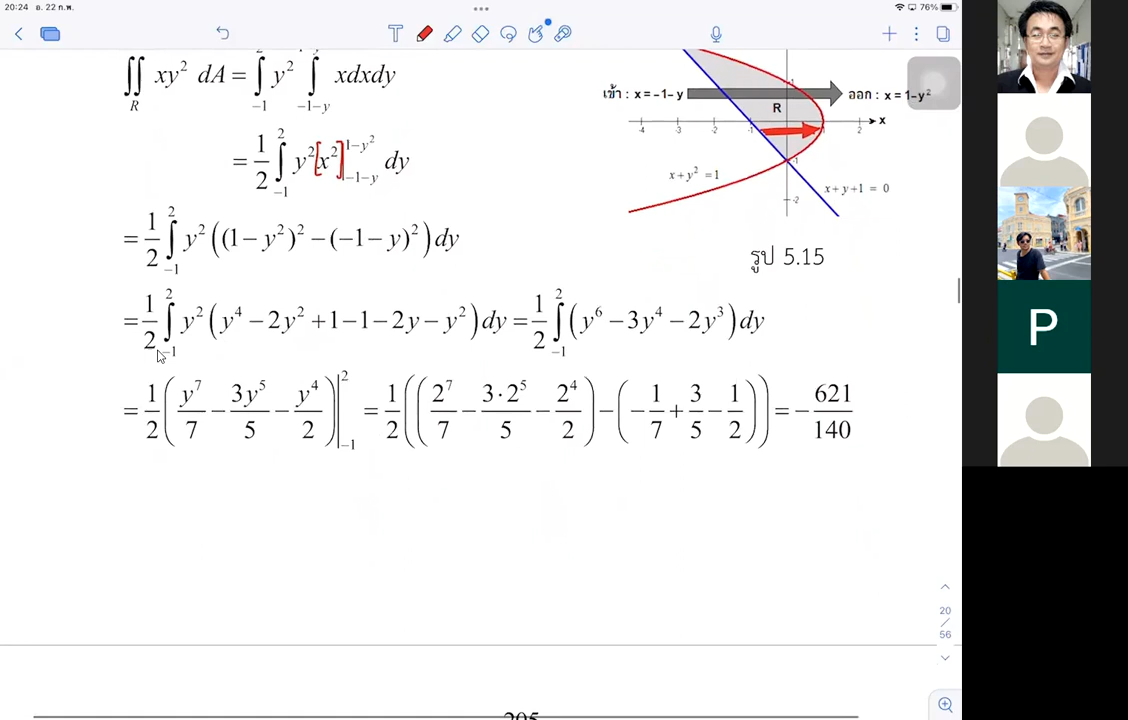 20:24 อ. 22 ก.พ.
76%
∬_R xy² dA = ∫_{-1}^{2} y² ∫_{-1-y} xdxdy
= 1/2 ∫_{-1}^{2} y² [x²]_{-1-y}^{1-y²} dy
= 1/2 ∫_{-1}^{2} y² ((1-y²)² - (-1-y)²) dy
= 1/2 ∫_{-1}^{2} y² (y⁴ - 2y² + 1 - 1 - 2y - y²) dy = 1/2 ∫_{-1}^{2} (y⁶ - 3y⁴ - 2y³) dy
= 1/2 (y⁷/7 - 3y⁵/5 - y⁴/2) |_{-1}^{2} = 1/2 ((2⁷/7 - 3·2⁵/5 - 2⁴/2) - (-1/7 + 3/5 - 1/2)) = -621/140
เข้า : x = -1- y
R
ออก : x = 1-y²
x
-4 -3 -2 -1 1 2
1
-1
-2
x + y² = 1
x + y + 1 = 0
รูป 5.15
P
20
/
56
205